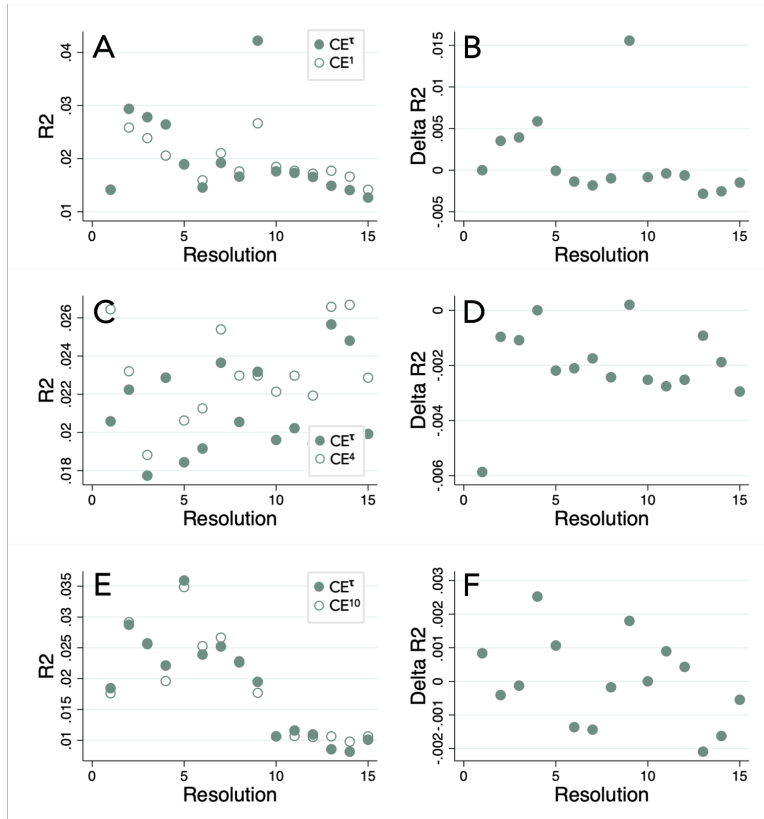 A
CE^τ
CE¹
.04
.03
.02
.01
R2
0 5 10 15
Resolution
B
.015
.01
.005
0
-.005
Delta R2
0 5 10 15
Resolution
C
.026
.024
.022
.02
.018
R2
CE^τ
CE⁴
0 5 10 15
Resolution
D
0
-.002
-.004
-.006
Delta R2
0 5 10 15
Resolution
E
CE^τ
CE¹⁰
.035
.03
.025
.02
.015
.01
R2
0 5 10 15
Resolution
F
.003
.002
.001
0
-.001
-.002
Delta R2
0 5 10 15
Resolution